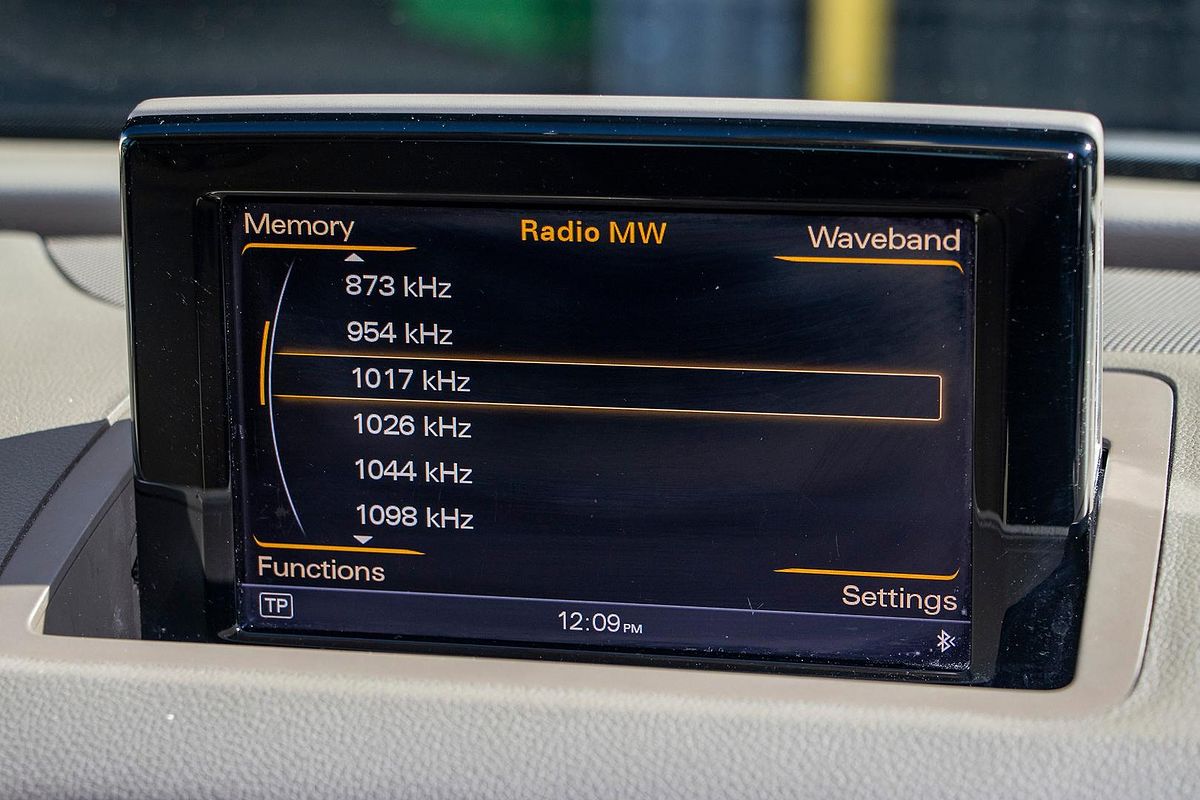 Memory
Radio MW
Waveband
873 kHz
954 kHz
1017 kHz
1026 kHz
1044 kHz
1098 kHz
Functions
Settings
TP
12:09 PM